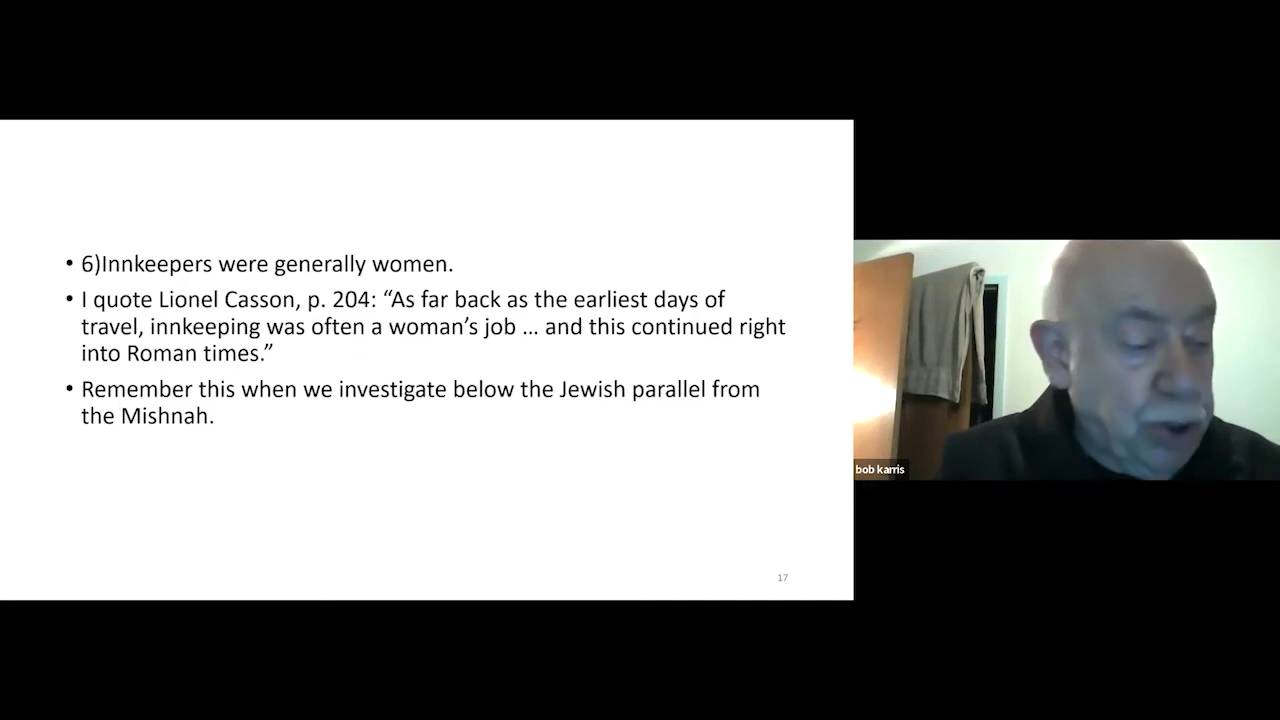 • 6)Innkeepers were generally women.
• I quote Lionel Casson, p. 204: “As far back as the earliest days of
travel, innkeeping was often a woman’s job … and this continued right
into Roman times.”
• Remember this when we investigate below the Jewish parallel from
the Mishnah.
17
bob karris